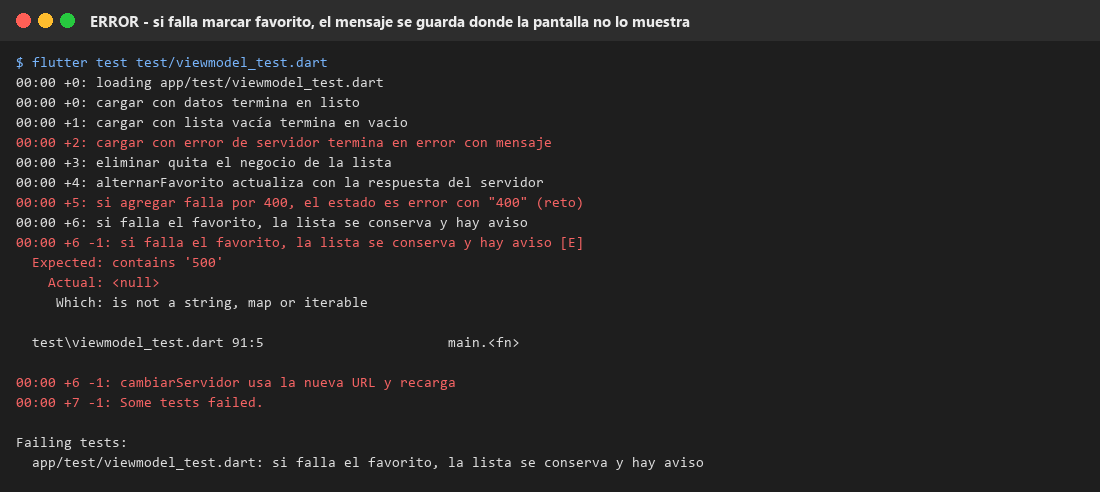 ERROR - si falla marcar favorito, el mensaje se guarda donde la pantalla no lo muestra
$ flutter test test/viewmodel_test.dart
00:00 +0: loading app/test/viewmodel_test.dart
00:00 +0: cargar con datos termina en listo
00:00 +1: cargar con lista vacía termina en vacio
00:00 +2: cargar con error de servidor termina en error con mensaje
00:00 +3: eliminar quita el negocio de la lista
00:00 +4: alternarFavorito actualiza con la respuesta del servidor
00:00 +5: si agregar falla por 400, el estado es error con "400" (reto)
00:00 +6: si falla el favorito, la lista se conserva y hay aviso
00:00 +6 -1: si falla el favorito, la lista se conserva y hay aviso [E]
Expected: contains '500'
Actual: <null>
Which: is not a string, map or iterable
test\viewmodel_test.dart 91:5 main.<fn>
00:00 +6 -1: cambiarServidor usa la nueva URL y recarga
00:00 +7 -1: Some tests failed.
Failing tests:
app/test/viewmodel_test.dart: si falla el favorito, la lista se conserva y hay aviso